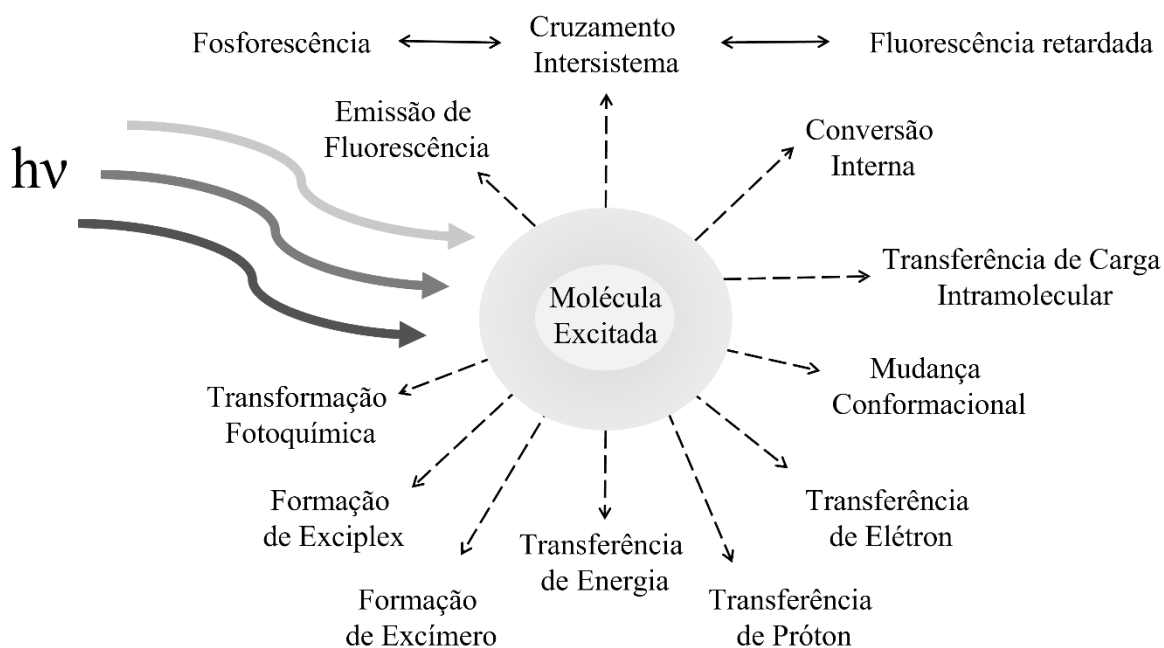 Fosforescência
Cruzamento
Intersistema
Fluorescência retardada
Emissão de
Fluorescência
Conversão
Interna
hν
Transferência de Carga
Intramolecular
Molécula
Excitada
Mudança
Conformacional
Transformação
Fotoquímica
Formação
de Exciplex
Transferência
de Elétron
Transferência
de Energia
Formação
de Excímero
Transferência
de Próton